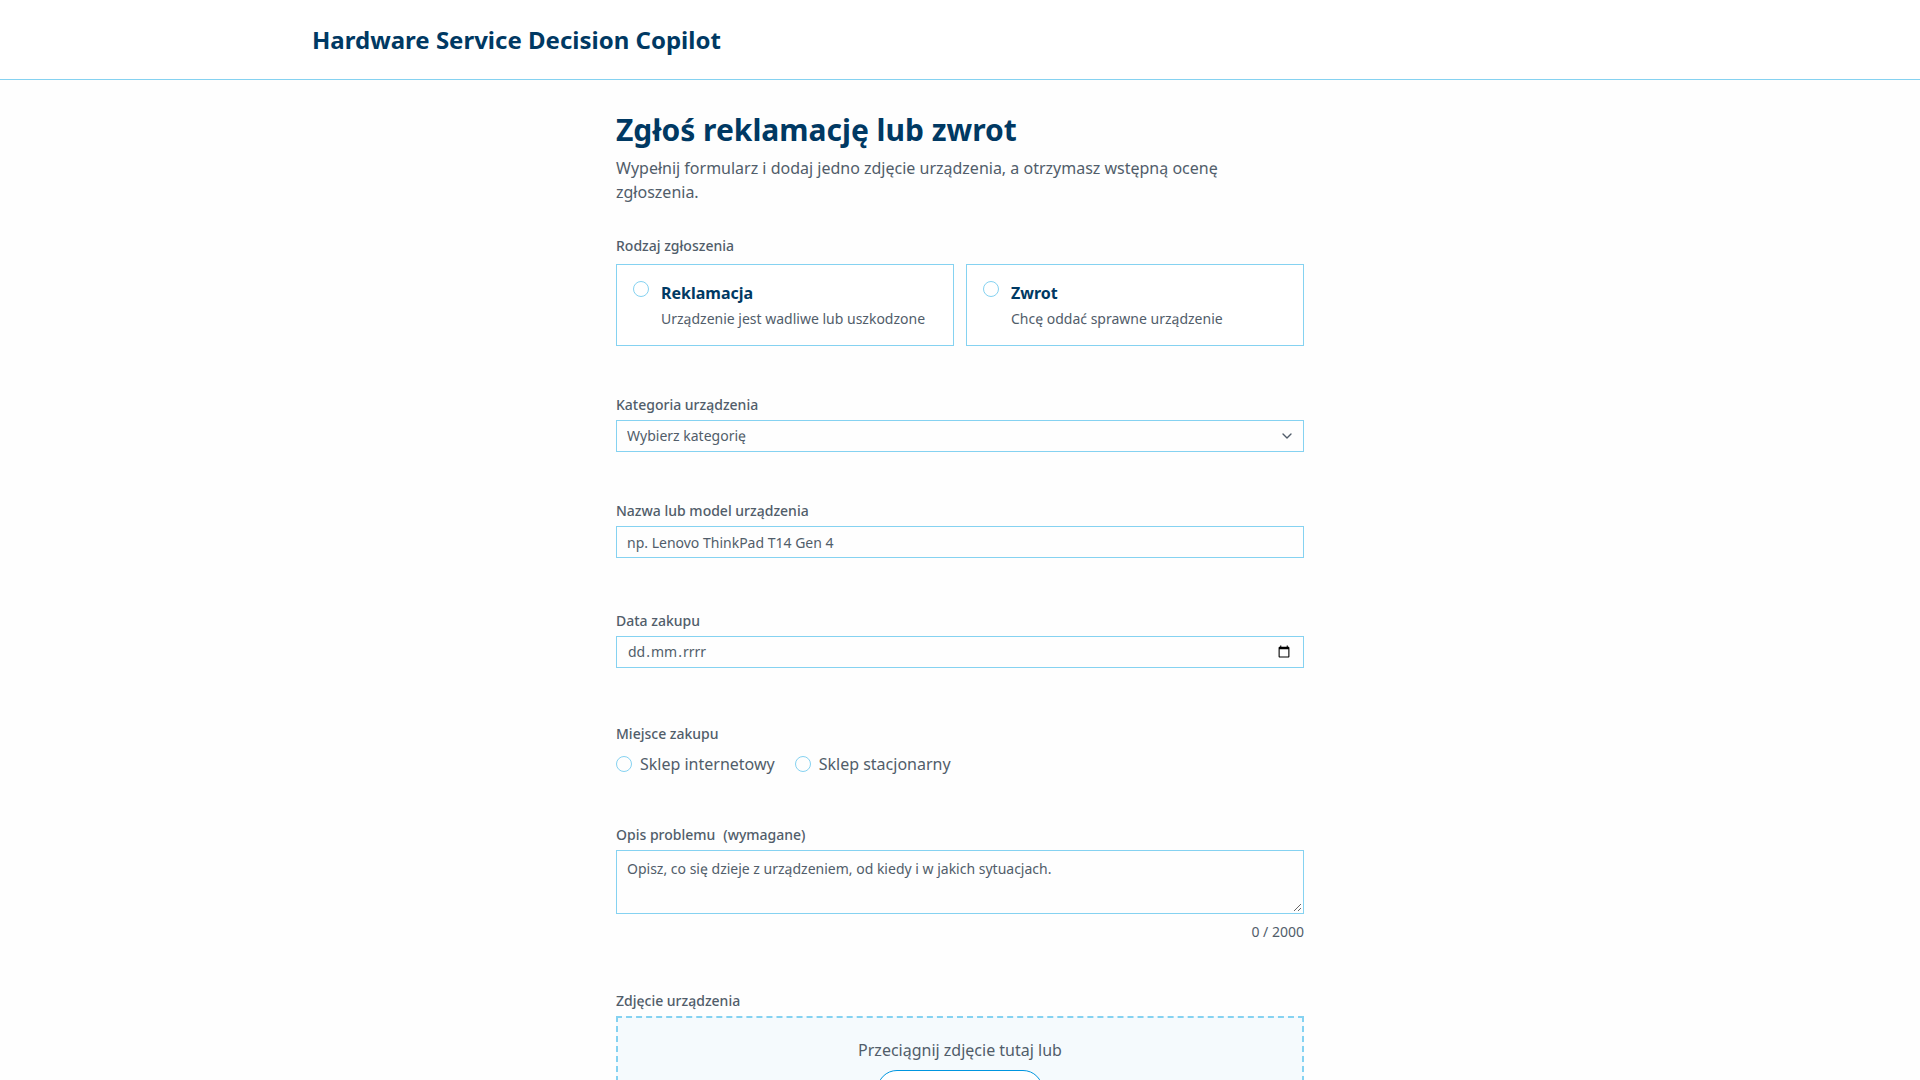 Hardware Service Decision Copilot
Zgłoś reklamację lub zwrot
Wypełnij formularz i dodaj jedno zdjęcie urządzenia, a otrzymasz wstępną ocenę
zgłoszenia.
Rodzaj zgłoszenia
Reklamacja
Urządzenie jest wadliwe lub uszkodzone
Zwrot
Chcę oddać sprawne urządzenie
Kategoria urządzenia
Wybierz kategorię
Nazwa lub model urządzenia
np. Lenovo ThinkPad T14 Gen 4
Data zakupu
dd.mm.rrrr
Miejsce zakupu
Sklep internetowy
Sklep stacjonarny
Opis problemu (wymagane)
Opisz, co się dzieje z urządzeniem, od kiedy i w jakich sytuacjach.
0 / 2000
Zdjęcie urządzenia
Przeciągnij zdjęcie tutaj lub